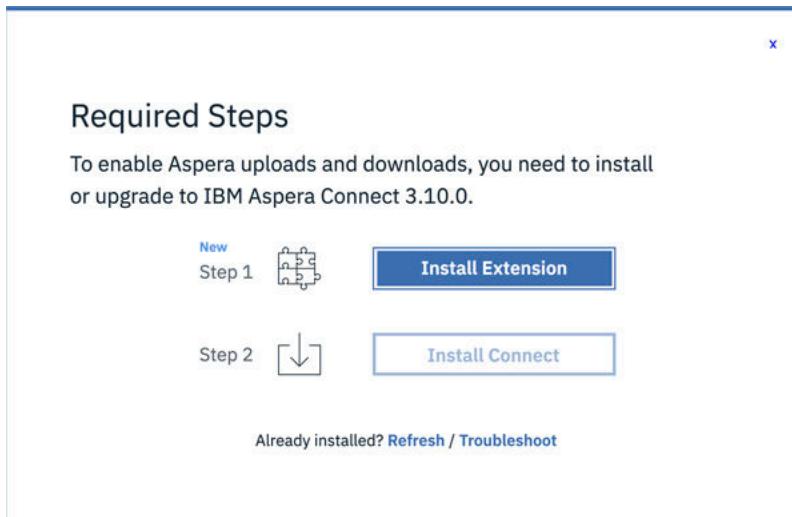 x
Required Steps
To enable Aspera uploads and downloads, you need to install
or upgrade to IBM Aspera Connect 3.10.0.
New
Step 1
Install Extension
Step 2
Install Connect
Already installed? Refresh / Troubleshoot